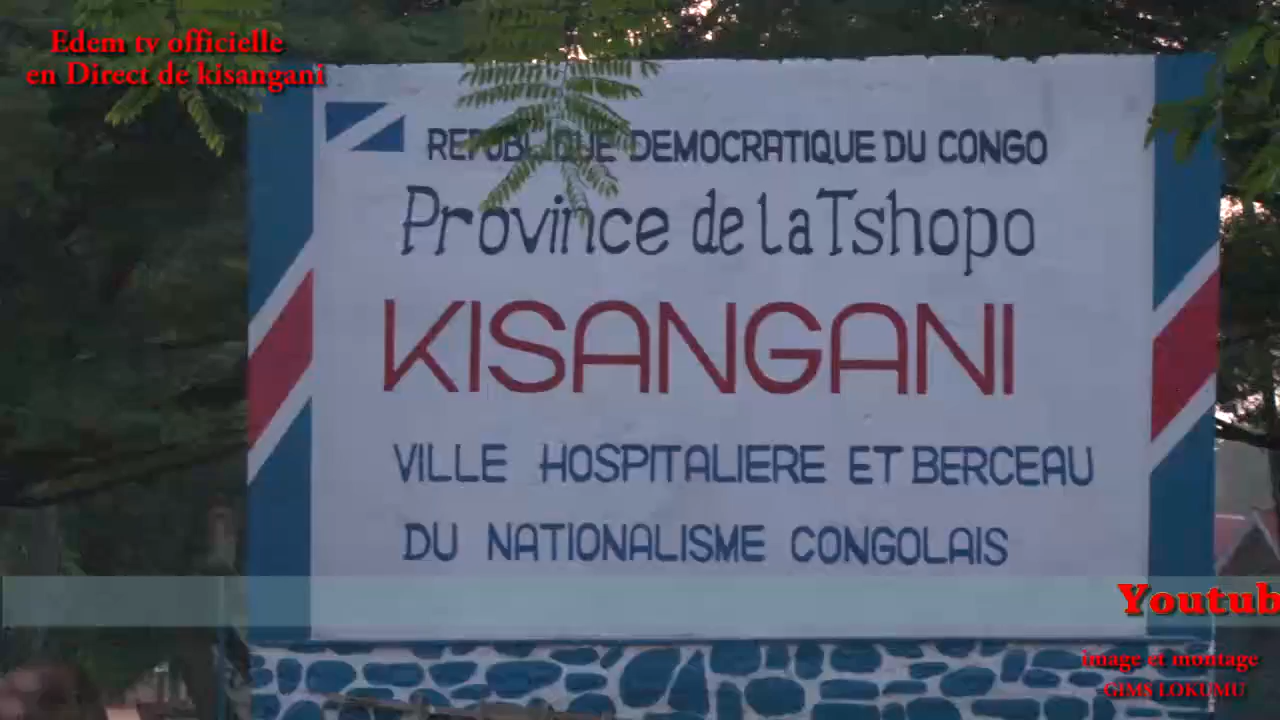 Edem tv officielle
en Direct de kisangani
REPUBLIQUE DEMOCRATIQUE DU CONGO
Province de la Tshopo
KISANGANI
VILLE HOSPITALIERE ET BERCEAU
DU NATIONALISME CONGOLAIS
Youtub
image et montage
GIMS LOKUMU